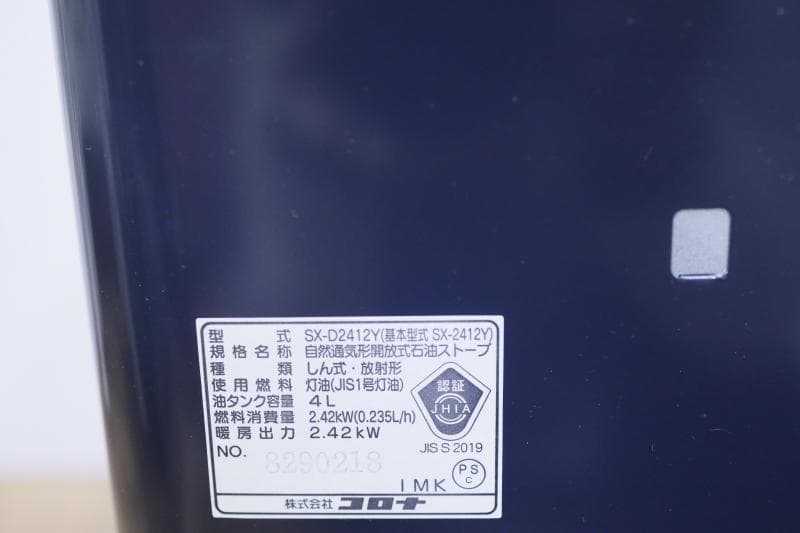 型式 SX-D2412Y(基本型式 SX-2412Y)
規格名称 自然通気形開放式石油ストーブ
種類 しん式・放射形
使用燃料 灯油(JIS1号灯油)
油タンク容量 4L
燃料消費量 2.42kW(0.235L/h)
暖房出力 2.42kW
認証
JHIA
JIS S 2019
NO. 8290218
IMK
PS
C
株式会社 コロナ